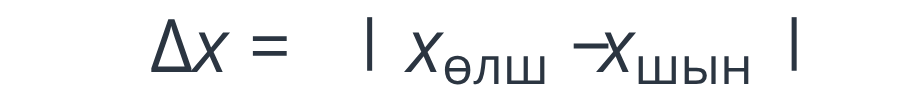 Δx = | xөлш −xшын |